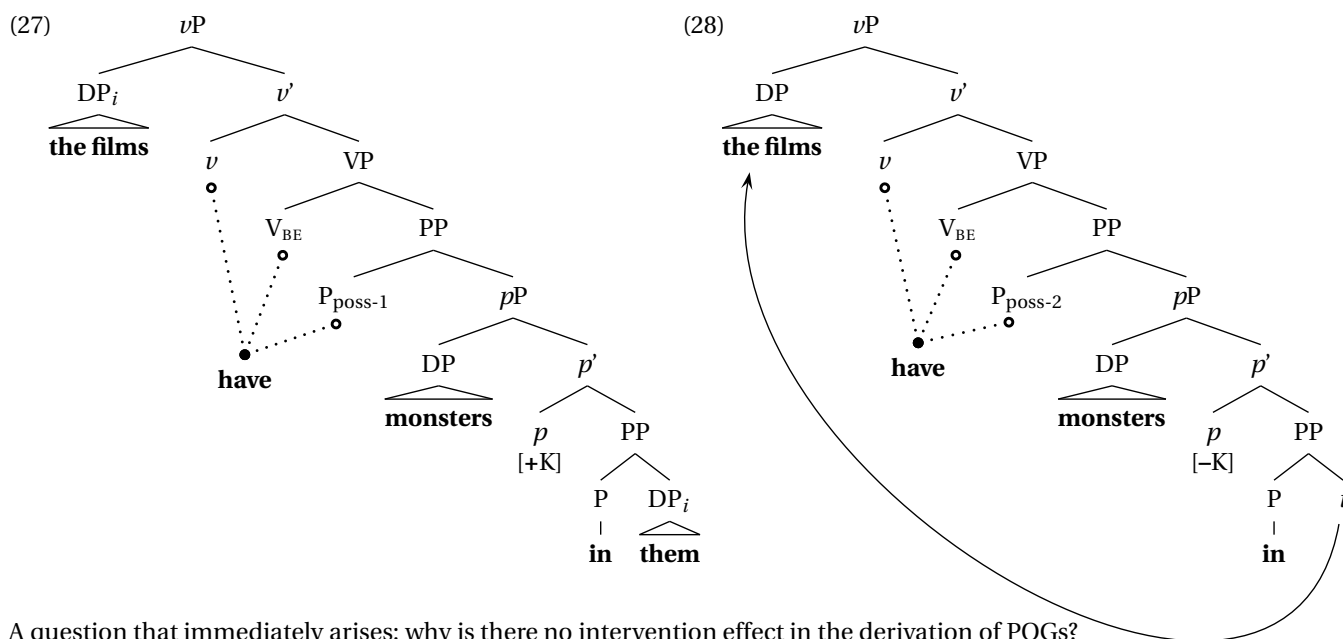 (27) vP (28) vP
DPi v' DP v'
the films v VP the films v VP
VBE PP VBE PP
Pposs-1 pP Pposs-2 pP
have DP p' have DP p'
monsters p PP monsters p PP
[+K] [–K]
P DPi P
in them in
A question that immediately arises: why is there no intervention effect in the derivation of POGs?